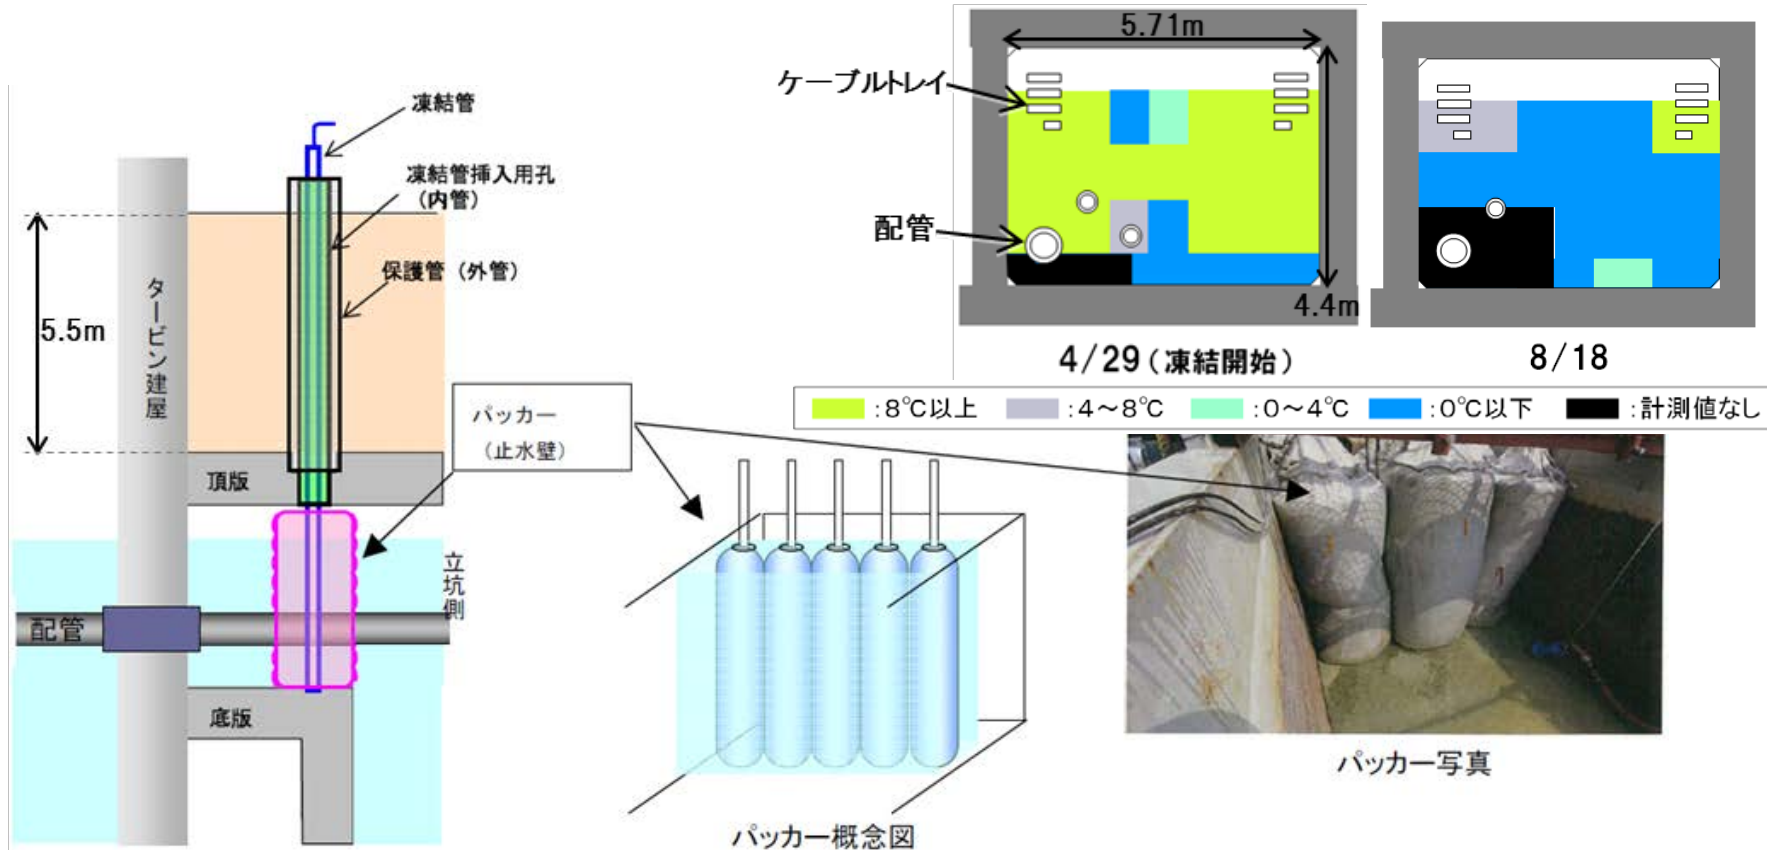 凍結管
凍結管挿入用孔
（内管）
保護管（外管）
5.5m
タービン建屋
頂版
立坑側
配管
底版
パッカー
（止水壁）
パッカー概念図
5.71m
ケーブルトレイ
配管
4.4m
4/29（凍結開始）
8/18
:8℃以上 :4～8℃ :0～4℃ :0℃以下 :計測値なし
パッカー写真